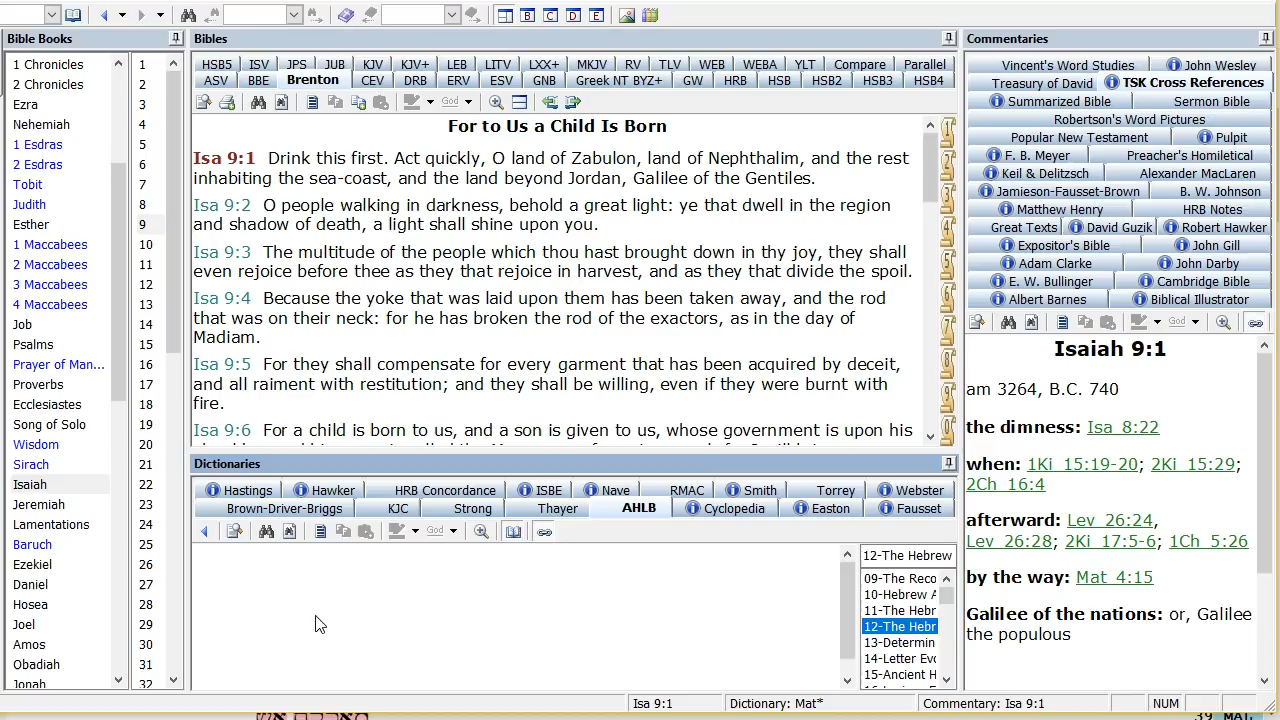 B C D E
Bible Books
Bibles
Commentaries
1 Chronicles
2 Chronicles
Ezra
Nehemiah
1 Esdras
2 Esdras
Tobit
Judith
Esther
1 Maccabees
2 Maccabees
3 Maccabees
4 Maccabees
Job
Psalms
Prayer of Man...
Proverbs
Ecclesiastes
Song of Solo
Wisdom
Sirach
Isaiah
Jeremiah
Lamentations
Baruch
Ezekiel
Daniel
Hosea
Joel
Amos
Obadiah
Jonah
1
2
3
4
5
6
7
8
9
10
11
12
13
14
15
16
17
18
19
20
21
22
23
24
25
26
27
28
29
30
31
32
HSB5 ISV JPS JUB KJV KJV+ LEB LITV LXX+ MKJV RV TLV WEB WEBA YLT Compare Parallel
ASV BBE Brenton CEV DRB ERV ESV GNB Greek NT BYZ+ GW HRB HSB HSB2 HSB3 HSB4
God
For to Us a Child Is Born
Isa 9:1 Drink this first. Act quickly, O land of Zabulon, land of Nephthalim, and the rest
inhabiting the sea-coast, and the land beyond Jordan, Galilee of the Gentiles.
Isa 9:2 O people walking in darkness, behold a great light: ye that dwell in the region
and shadow of death, a light shall shine upon you.
Isa 9:3 The multitude of the people which thou hast brought down in thy joy, they shall
even rejoice before thee as they that rejoice in harvest, and as they that divide the spoil.
Isa 9:4 Because the yoke that was laid upon them has been taken away, and the rod
that was on their neck: for he has broken the rod of the exactors, as in the day of
Madiam.
Isa 9:5 For they shall compensate for every garment that has been acquired by deceit,
and all raiment with restitution; and they shall be willing, even if they were burnt with
fire.
Isa 9:6 For a child is born to us, and a son is given to us, whose government is upon his
1
2
3
4
5
6
7
8
9
0
Dictionaries
Hastings Hawker HRB Concordance ISBE Nave RMAC Smith Torrey Webster
Brown-Driver-Briggs KJC Strong Thayer AHLB Cyclopedia Easton Fausset
God
12-The Hebrew
09-The Reco
10-Hebrew A
11-The Hebr
12-The Hebr
13-Determin
14-Letter Evo
15-Ancient H
Vincent's Word Studies John Wesley
Treasury of David TSK Cross References
Summarized Bible Sermon Bible
Robertson's Word Pictures
Popular New Testament Pulpit
F. B. Meyer Preacher's Homiletical
Keil & Delitzsch Alexander MacLaren
Jamieson-Fausset-Brown B. W. Johnson
Matthew Henry HRB Notes
Great Texts David Guzik Robert Hawker
Expositor's Bible John Gill
Adam Clarke John Darby
E. W. Bullinger Cambridge Bible
Albert Barnes Biblical Illustrator
God
Isaiah 9:1
am 3264, B.C. 740
the dimness: Isa 8:22
when: 1Ki 15:19-20; 2Ki 15:29;
2Ch 16:4
afterward: Lev 26:24,
Lev 26:28; 2Ki 17:5-6; 1Ch 5:26
by the way: Mat 4:15
Galilee of the nations: or, Galilee
the populous
Isa 9:1 Dictionary: Mat* Commentary: Isa 9:1 NUM